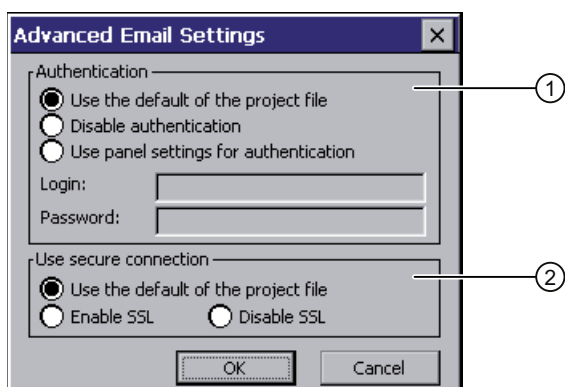 Advanced Email Settings
Authentication
1
Use the default of the project file
Disable authentication
Use panel settings for authentication
Login:
Password:
Use secure connection
2
Use the default of the project file
Enable SSL Disable SSL
OK Cancel